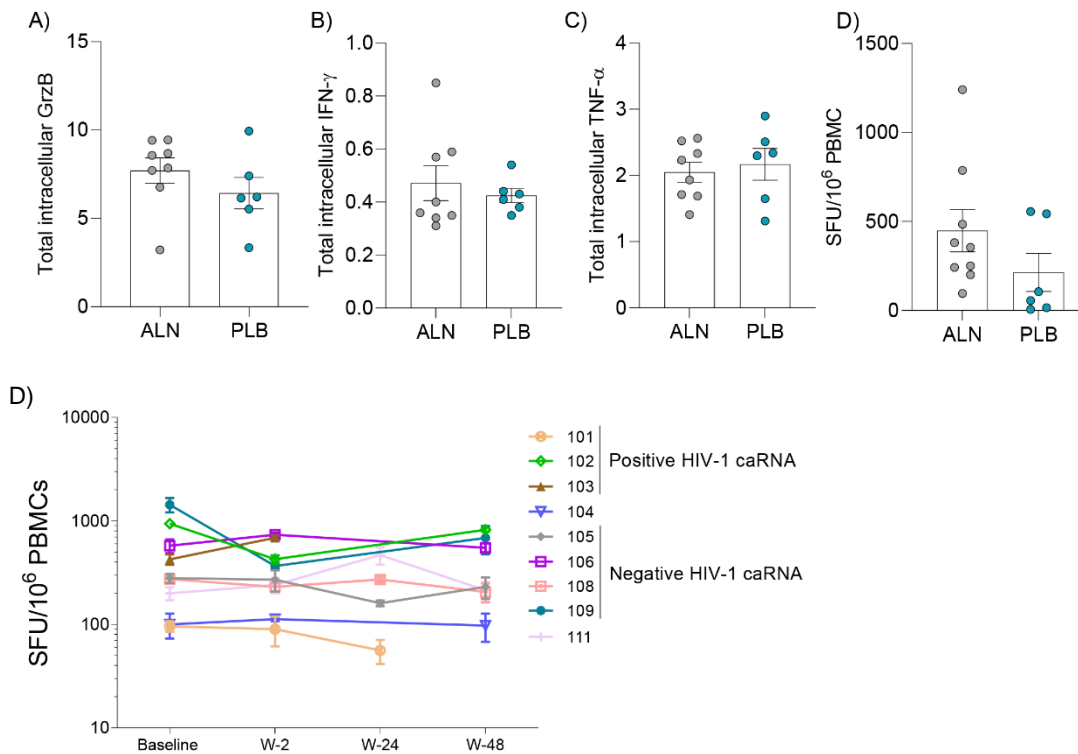 A)
Total intracellular GrzB
15
10
5
0
ALN PLB
B)
Total intracellular IFN-γ
1.0
0.8
0.6
0.4
0.2
0.0
ALN PLB
C)
Total intracellular TNF-α
4
3
2
1
0
ALN PLB
D)
SFU/10⁶ PBMC
1500
1000
500
0
ALN PLB
D)
SFU/10⁶ PBMCs
10000
1000
100
10
Baseline W-2 W-24 W-48
101
102
103
Positive HIV-1 caRNA
104
105
106
108
109
Negative HIV-1 caRNA
111